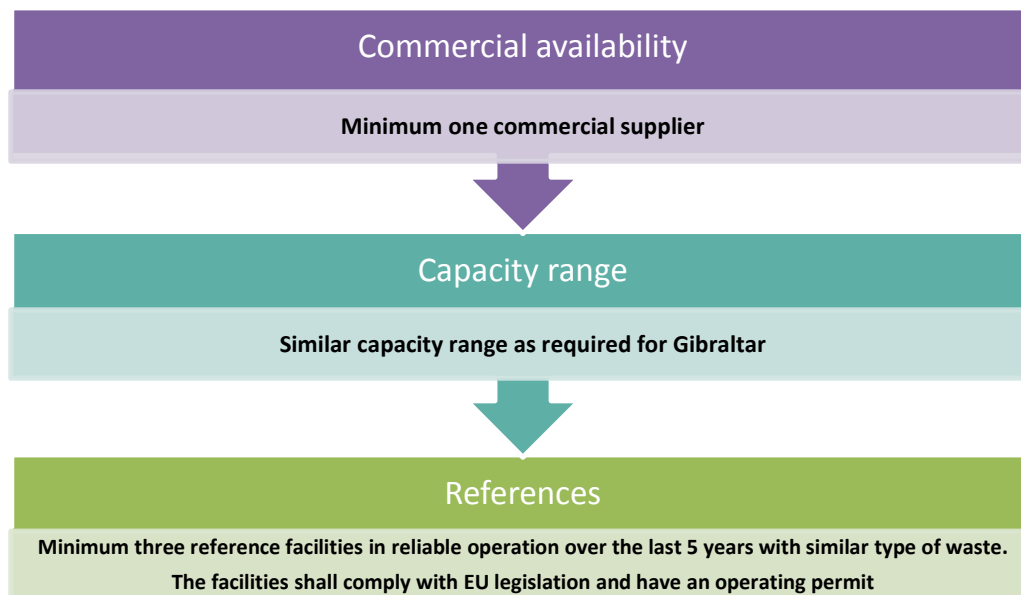 Commercial availability
Minimum one commercial supplier
Capacity range
Similar capacity range as required for Gibraltar
References
Minimum three reference facilities in reliable operation over the last 5 years with similar type of waste.
The facilities shall comply with EU legislation and have an operating permit